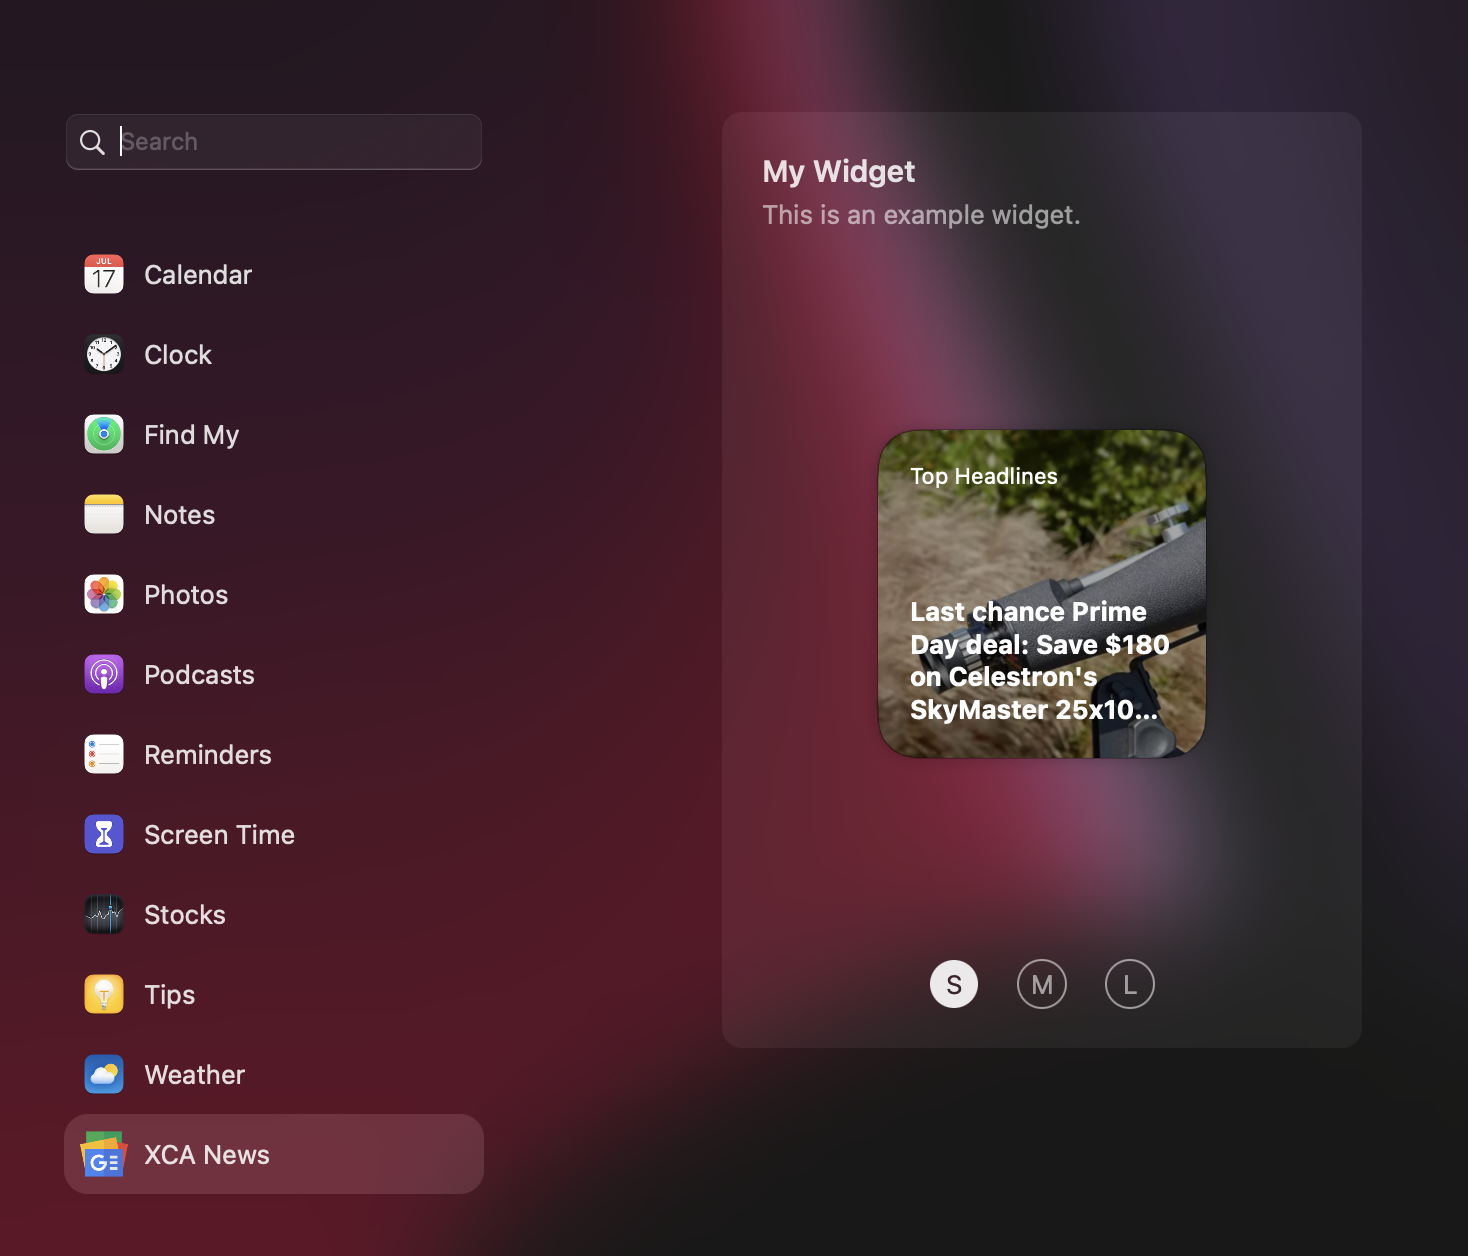 Search
My Widget
This is an example widget.
JUL
17
Calendar
Clock
Find My
Notes
Photos
Podcasts
Reminders
Screen Time
Stocks
Tips
Weather
GE
XCA News
Top Headlines
Last chance Prime
Day deal: Save $180
on Celestron's
SkyMaster 25x10...
S
M
L